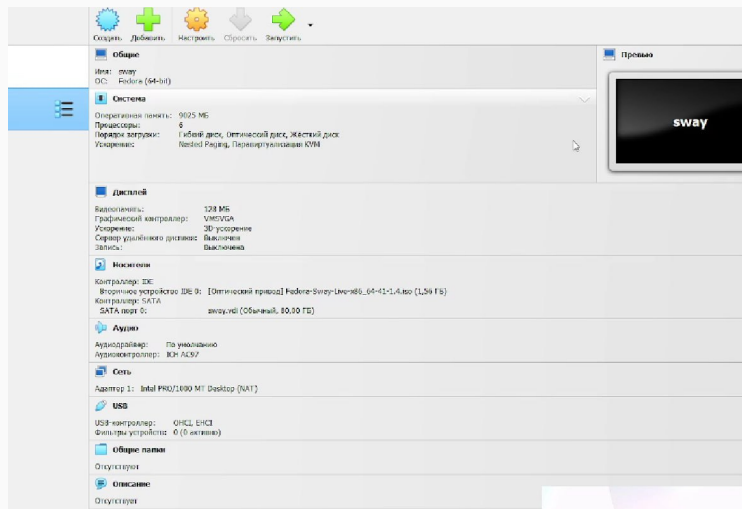 Создать Добавить Настроить Сбросить Запустить
Общие
Имя: sway
ОС: Fedora (64-bit)
Превью
sway
Система
Оперативная память: 9025 МБ
Процессоры: 6
Порядок загрузки: Гибкий диск, Оптический диск, Жёсткий диск
Ускорение: Nested Paging, Паравиртуализация KVM
Дисплей
Видеопамять: 128 МБ
Графический контроллер: VMSVGA
Ускорение: 3D-ускорение
Сервер удалённого дисплея: Выключен
Запись: Выключена
Носители
Контроллер: IDE
Вторичное устройство IDE 0: [Оптический привод] Fedora-Sway-Live-x86_64-41-1.4.iso (1,56 ГБ)
Контроллер: SATA
SATA порт 0: sway.vdi (Обычный, 80,00 ГБ)
Аудио
Аудиодрайвер: По умолчанию
Аудиоконтроллер: ICH AC97
Сеть
Адаптер 1: Intel PRO/1000 MT Desktop (NAT)
USB
USB-контроллер: OHCI, EHCI
Фильтры устройств: 0 (0 активно)
Общие папки
Отсутствуют
Описание
Отсутствует